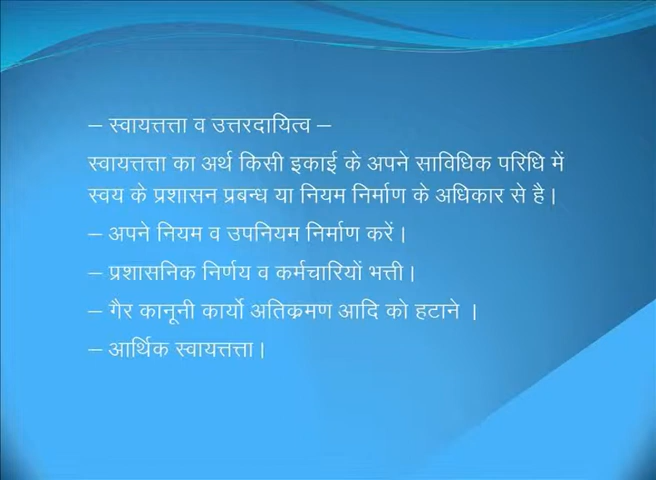 – स्वायत्तत्ता व उत्तरदायित्व –
स्वायत्तत्ता का अर्थ किसी इकाई के अपने साविधिक परिधि में
स्वय के प्रशासन प्रबन्ध या नियम निर्माण के अधिकार से है।
– अपने नियम व उपनियम निर्माण करें।
– प्रशासनिक निर्णय व कर्मचारियों भर्त्ती।
– गैर कानूनी कार्यो अतिक्रमण आदि को हटाने ।
– आर्थिक स्वायत्तत्ता।